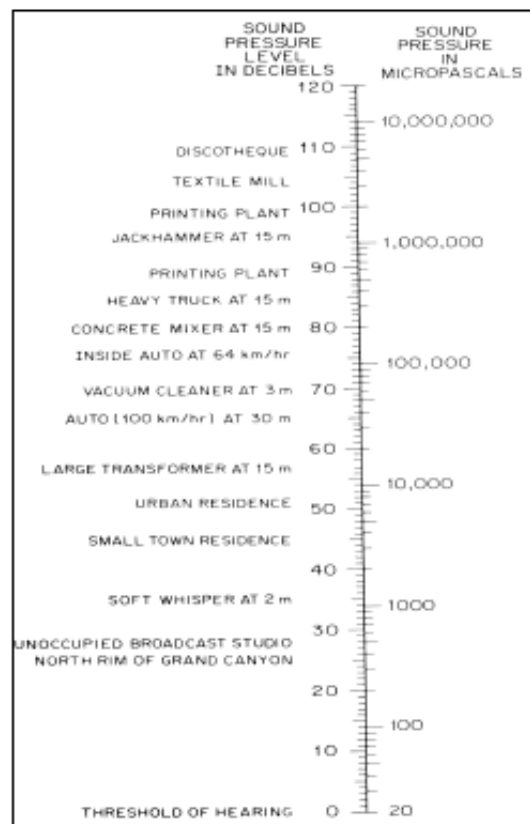 SOUND PRESSURE LEVEL IN DECIBELS
SOUND PRESSURE IN MICROPASCALS
120
10,000,000
110
DISCOTHEQUE
TEXTILE MILL
100
PRINTING PLANT
JACKHAMMER AT 15 m
1,000,000
90
PRINTING PLANT
HEAVY TRUCK AT 15 m
80
CONCRETE MIXER AT 15 m
INSIDE AUTO AT 64 km/hr
100,000
70
VACUUM CLEANER AT 3 m
AUTO (100 km/hr) AT 30 m
60
LARGE TRANSFORMER AT 15 m
10,000
URBAN RESIDENCE
50
SMALL TOWN RESIDENCE
40
SOFT WHISPER AT 2 m
1000
30
UNOCCUPIED BROADCAST STUDIO
NORTH RIM OF GRAND CANYON
20
100
10
THRESHOLD OF HEARING 0 20